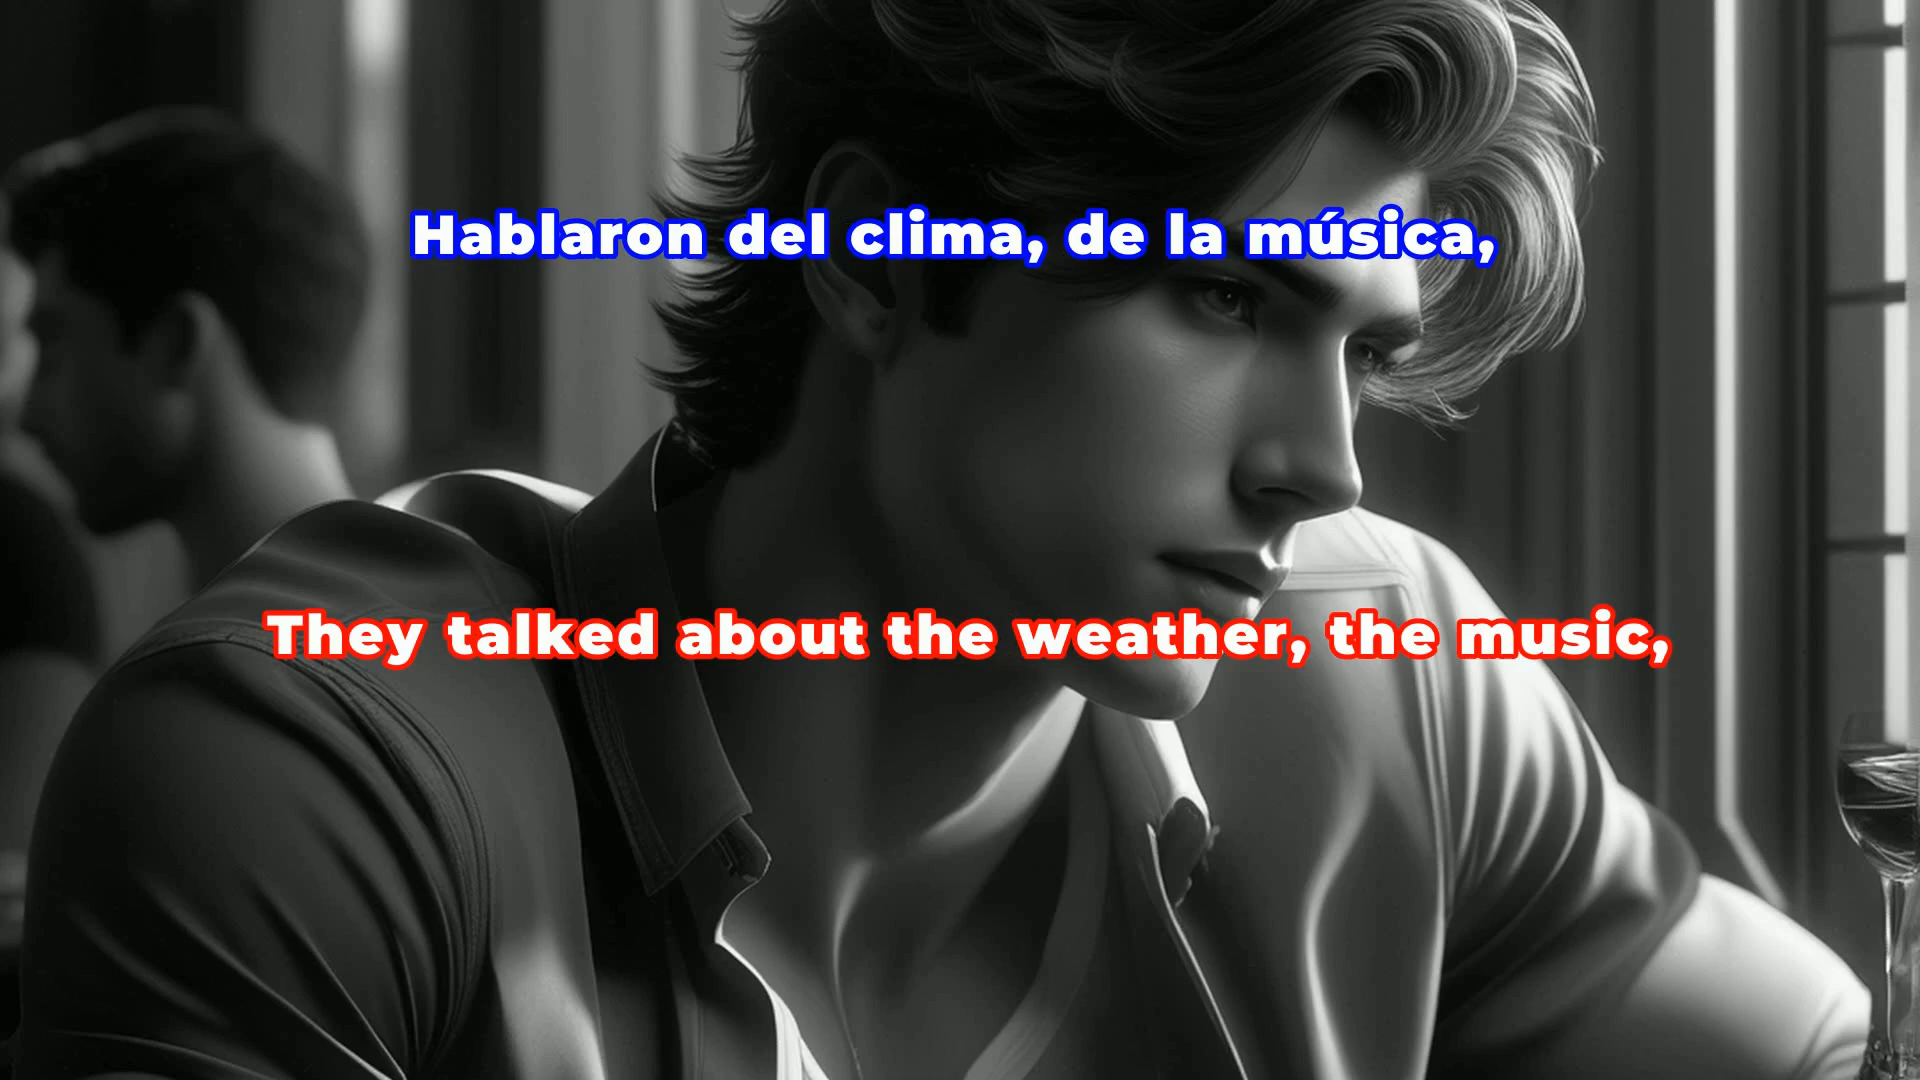 Hablaron del clima, de la música,
They talked about the weather, the music,